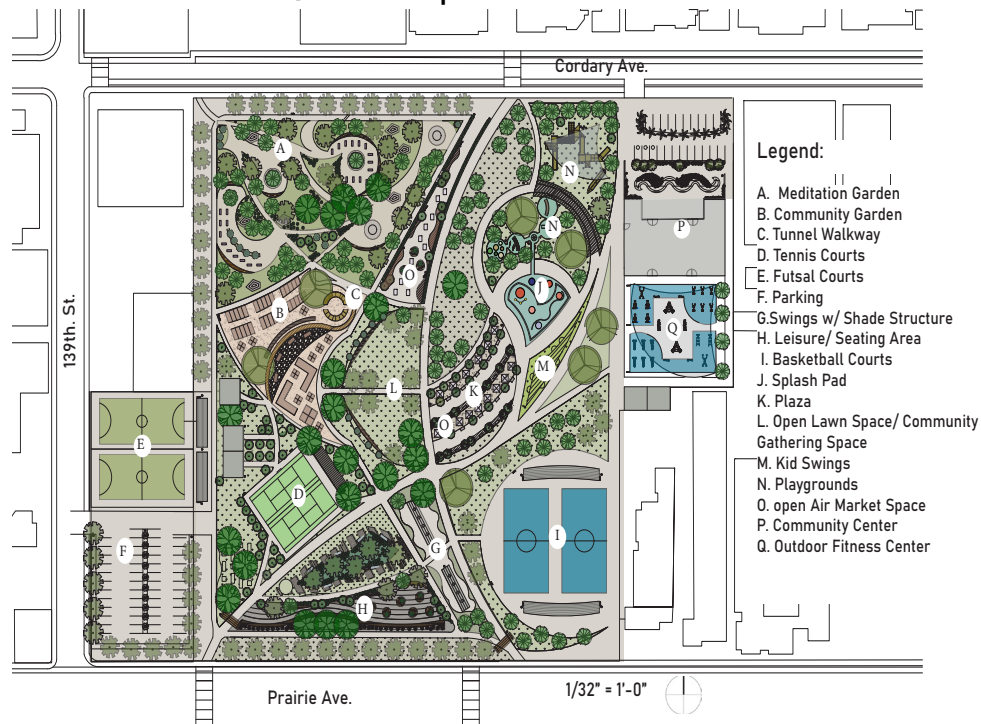 Cordary Ave.
139th. St.
A
N
N
P
O
J
C
B
Q
M
L
K
O
E
D
I
F
G
H
Legend:
A. Meditation Garden
B. Community Garden
C. Tunnel Walkway
D. Tennis Courts
E. Futsal Courts
F. Parking
G.Swings w/ Shade Structure
H. Leisure/ Seating Area
I. Basketball Courts
J. Splash Pad
K. Plaza
L. Open Lawn Space/ Community
Gathering Space
M. Kid Swings
N. Playgrounds
O. open Air Market Space
P. Community Center
Q. Outdoor Fitness Center
Prairie Ave.
1/32" = 1'-0"